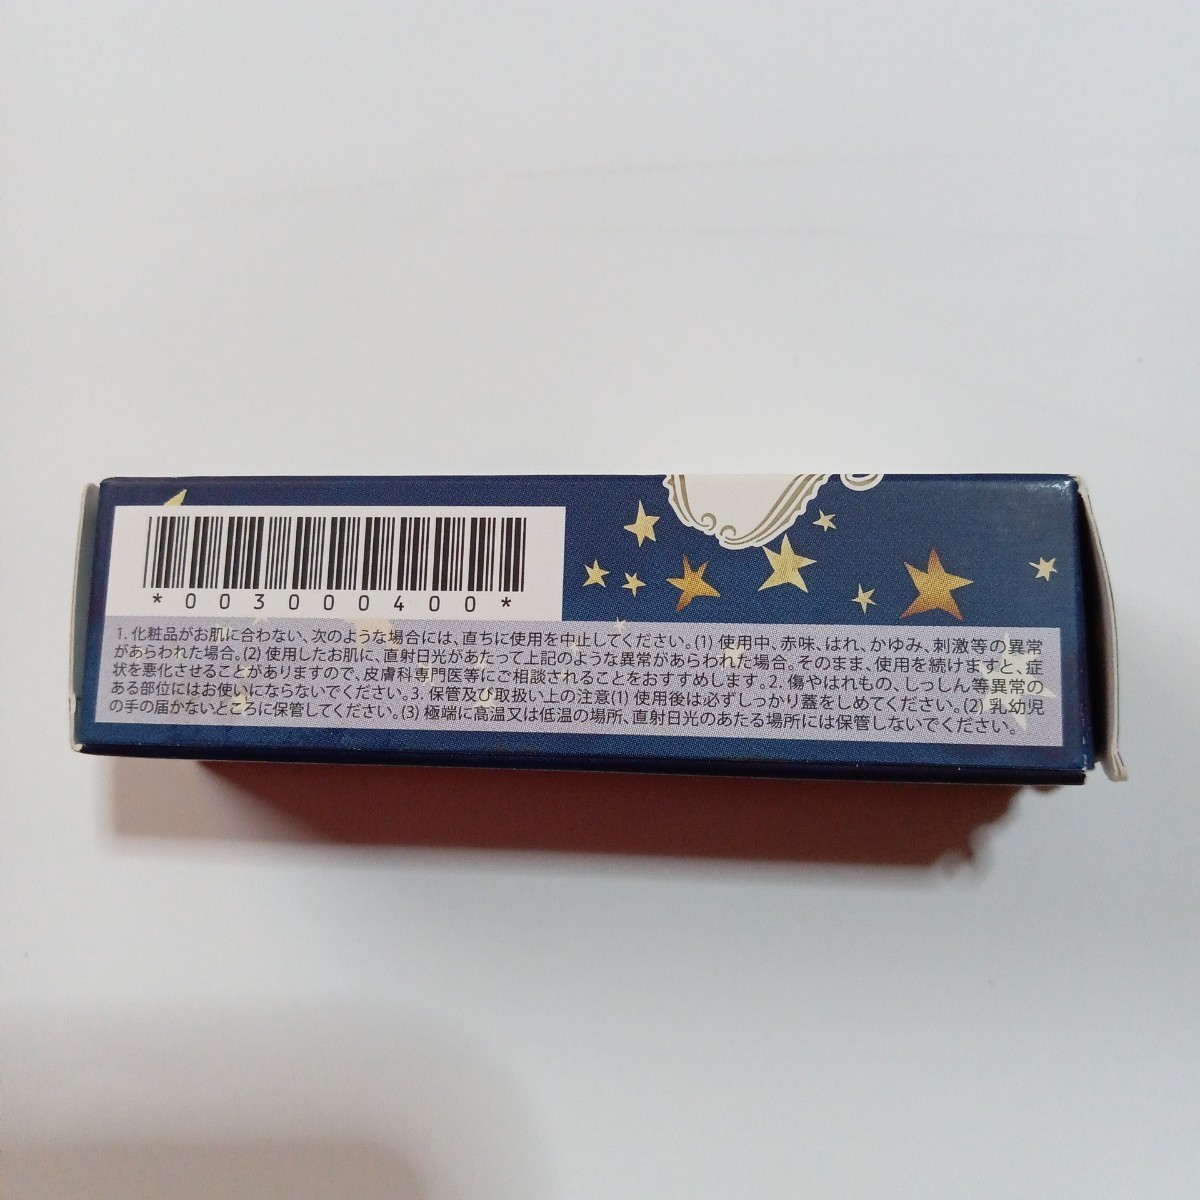 *003000400*
1. 化粧品がお肌に合わない、次のような場合には、直ちに使用を中止してください。(1) 使用中、赤味、はれ、かゆみ、刺激等の異常
があらわれた場合。(2) 使用したお肌に、直射日光があたって上記のような異常があらわれた場合。そのまま、使用を続けますと、症
状を悪化させることがありますので、皮膚科専門医等にご相談されることをおすすめします。2. 傷やはれもの、しっしん等異常の
ある部位にはお使いにならないでください。3. 保管及び取扱い上の注意(1) 使用後は必ずしっかり蓋をしめてください。(2) 乳幼児
の手の届かないところに保管してください。(3) 極端に高温又は低温の場所、直射日光のあたる場所には保管しないでください。